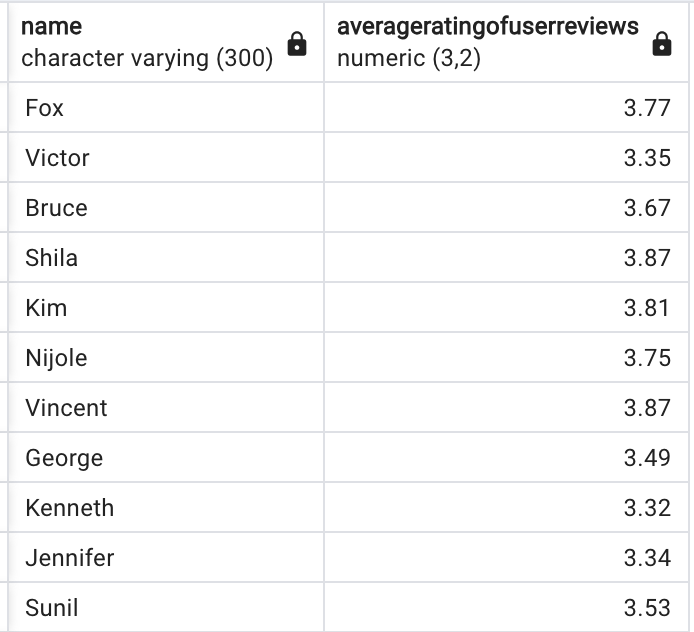 name averageratingofuserreviews
character varying (300) numeric (3,2)
Fox 3.77
Victor 3.35
Bruce 3.67
Shila 3.87
Kim 3.81
Nijole 3.75
Vincent 3.87
George 3.49
Kenneth 3.32
Jennifer 3.34
Sunil 3.53